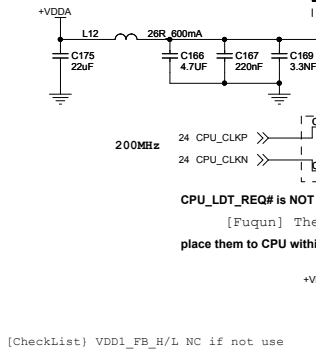 +VDDA
L12 26R_600mA
C175 C166 C167 C169
22uF 4.7UF 220nF 3.3NF
200MHz 24 CPU_CLKP
24 CPU_CLKN
CPU_LDT_REQ# is NOT
[Fuqun] The
place them to CPU withi
[CheckList} VDD1_FB_H/L NC if not use